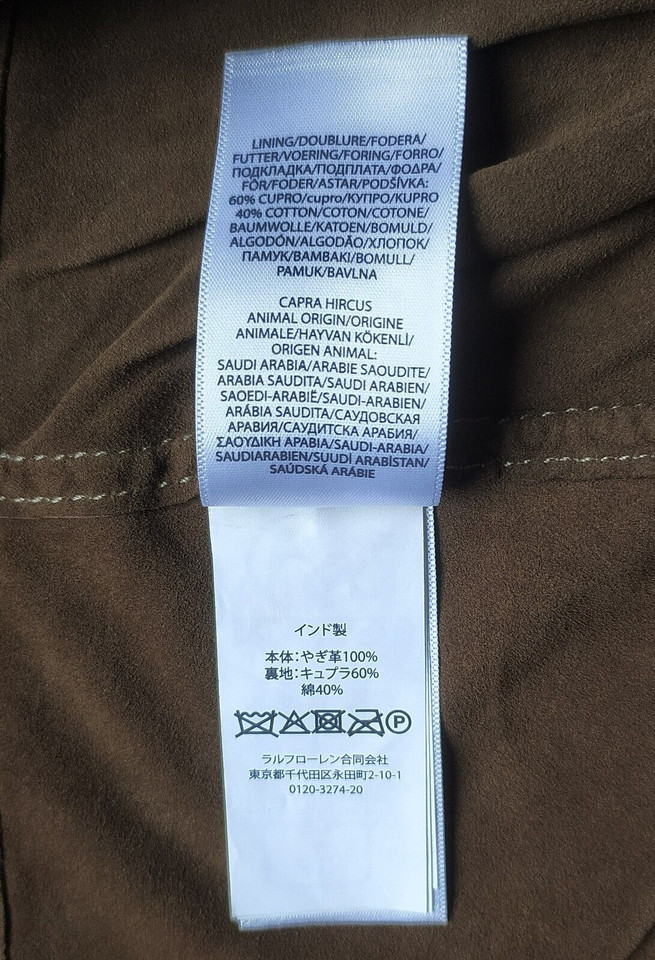 LINING/DOUBLURE/FODERA/
FUTTER/VOERING/FORING/FORRO/
ПОДКЛАДКА/ПОДПЛАТА/ΦΟΔΡΑ/
FÔR/FODER/ASTAR/PODŠÍVKA:
60% CUPRO/cupro/КУПРО/KUPRO
40% COTTON/COTON/COTONE/
BAUMWOLLE/KATOEN/BOMULD/
ALGODÓN/ALGODÃO/ХЛОПОК/
ПАМУК/BAMBAKI/BOMULL/
PAMUK/BAVLNA
CAPRA HIRCUS
ANIMAL ORIGIN/ORIGINE
ANIMALE/HAYVAN KÖKENLİ/
ORIGEN ANIMAL:
SAUDI ARABIA/ARABIE SAOUDITE/
ARABIA SAUDITA/SAUDI ARABIEN/
SAOEDI-ARABIË/SAUDI-ARABIEN/
ARÁBIA SAUDITA/САУДОВСКАЯ
АРАВИЯ/САУДИТСКА АРАБИЯ/
ΣΑΟΥΔΙΚΗ ΑΡΑΒΙΑ/SAUDI-ARABIA/
SAUDIARABIEN/SUUDİ ARABİSTAN/
SAÚDSKÁ ARÁBIE
インド製
本体:やぎ革100%
裏地:キュプラ60%
綿40%
P
ラルフローレン合同会社
東京都千代田区永田町2-10-1
0120-3274-20